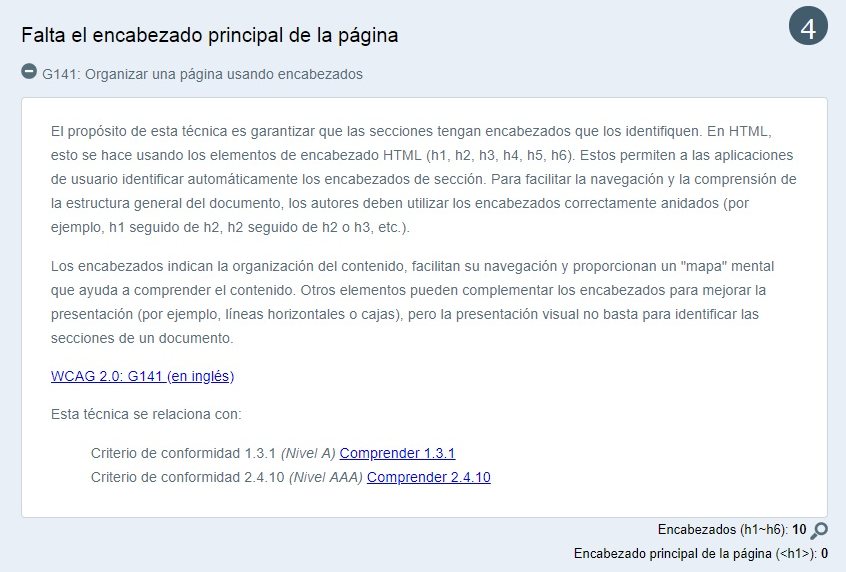 Falta el encabezado principal de la página
4
G141: Organizar una página usando encabezados
El propósito de esta técnica es garantizar que las secciones tengan encabezados que los identifiquen. En HTML,
esto se hace usando los elementos de encabezado HTML (h1, h2, h3, h4, h5, h6). Estos permiten a las aplicaciones
de usuario identificar automáticamente los encabezados de sección. Para facilitar la navegación y la comprensión de
la estructura general del documento, los autores deben utilizar los encabezados correctamente anidados (por
ejemplo, h1 seguido de h2, h2 seguido de h2 o h3, etc.).
Los encabezados indican la organización del contenido, facilitan su navegación y proporcionan un "mapa" mental
que ayuda a comprender el contenido. Otros elementos pueden complementar los encabezados para mejorar la
presentación (por ejemplo, líneas horizontales o cajas), pero la presentación visual no basta para identificar las
secciones de un documento.
WCAG 2.0: G141 (en inglés)
Esta técnica se relaciona con:
Criterio de conformidad 1.3.1 (Nivel A) Comprender 1.3.1
Criterio de conformidad 2.4.10 (Nivel AAA) Comprender 2.4.10
Encabezados (h1~h6): 10
Encabezado principal de la página (<h1>): 0